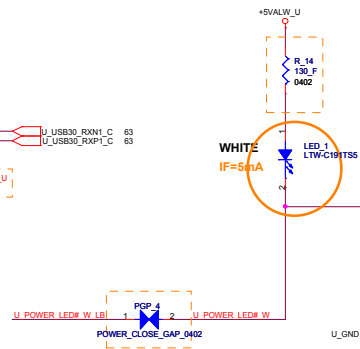 +5VALW_U
R_14
130_F
0402
1
U_USB30_RXN1_C 63
U_USB30_RXP1_C 63
WHITE
IF=5mA
LED_1
LTW-C191TS5
2
U
PGP_4
U_POWER_LED#_W_LB 1 2 U_POWER_LED#_W
POWER_CLOSE_GAP_0402
U_GND